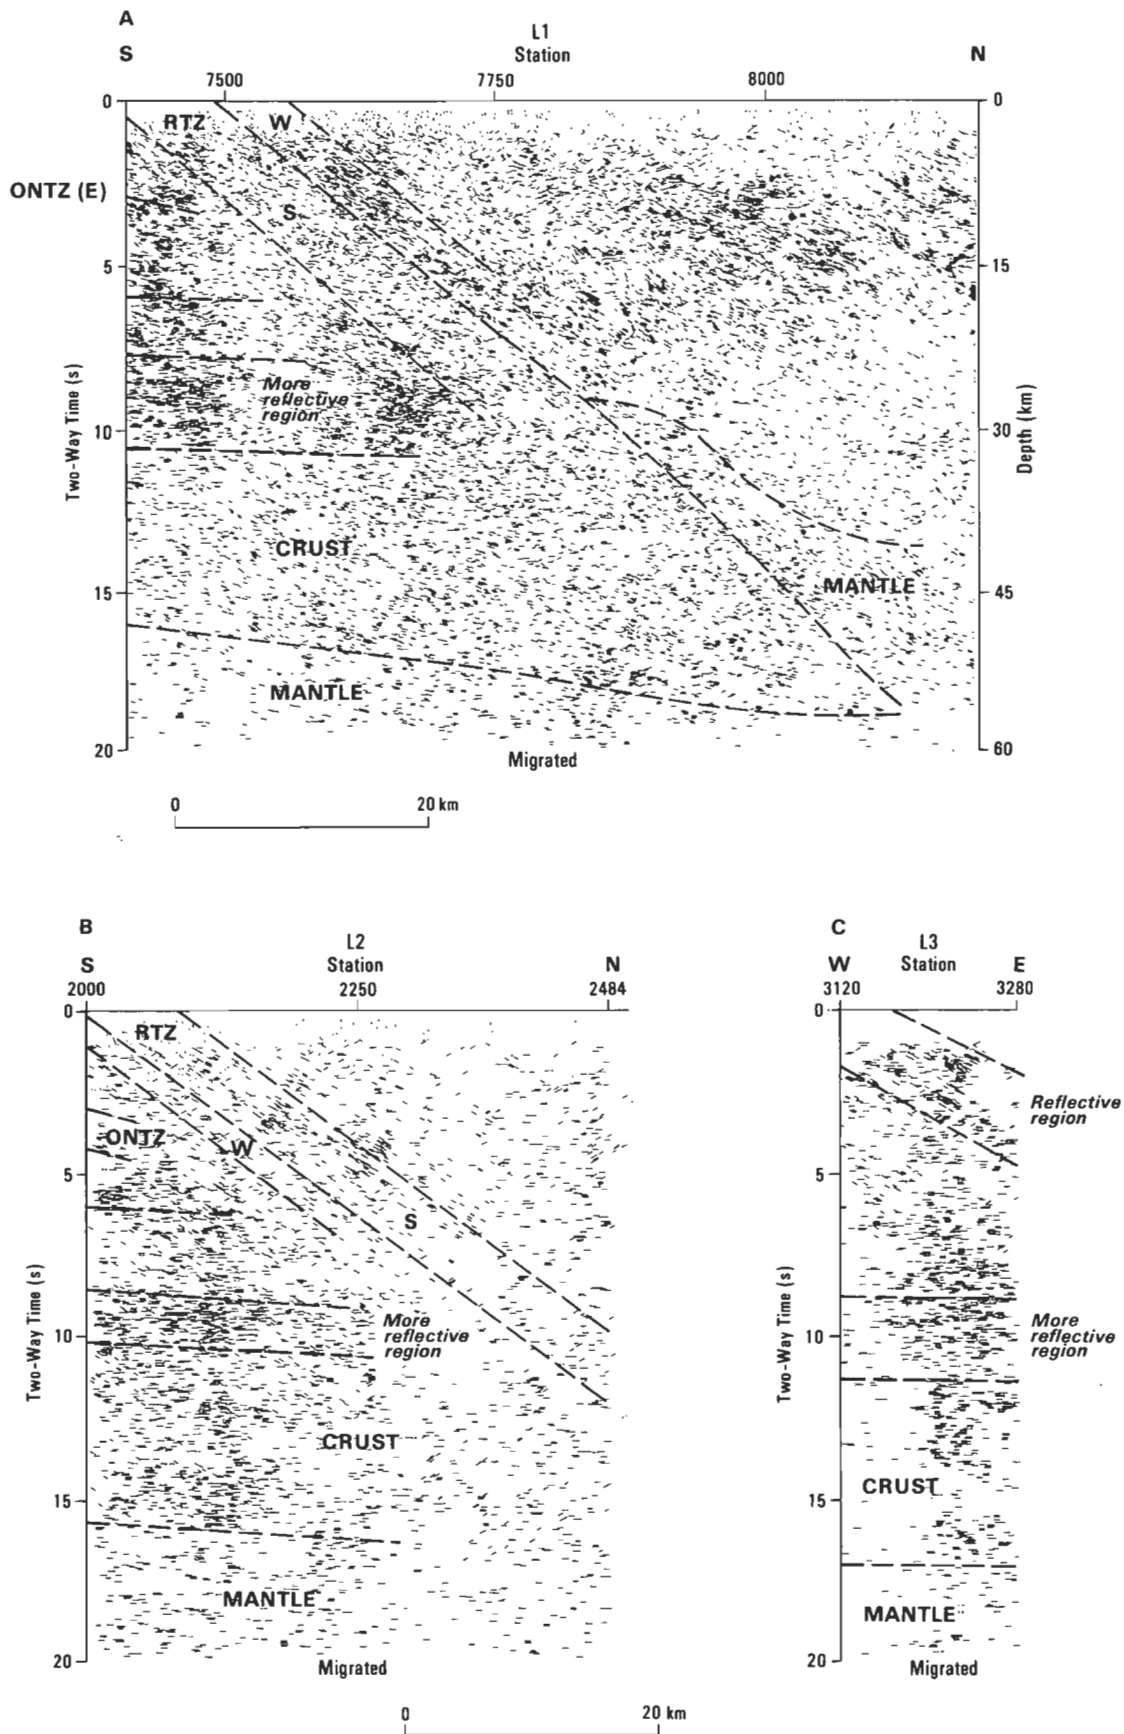 A
L1
S Station N
7500 7750 8000
0 0
RTZ W
ONTZ (E)
S
5 15
More
reflective
region
Two-Way Time (s)
10 30
Depth (km)
CRUST
MANTLE
15 45
MANTLE
20 60
Migrated
0 20 km
B C
L2 L3
S Station N W Station E
2000 2250 2484 3120 3280
0 0
RTZ
Reflective
region
ONTZ
W
5 5
S
Two-Way Time (s) Two-Way Time (s)
More
reflective
region
More
reflective
region
10 10
CRUST
CRUST
15 15
MANTLE
MANTLE
20 20
Migrated Migrated
0 20 km